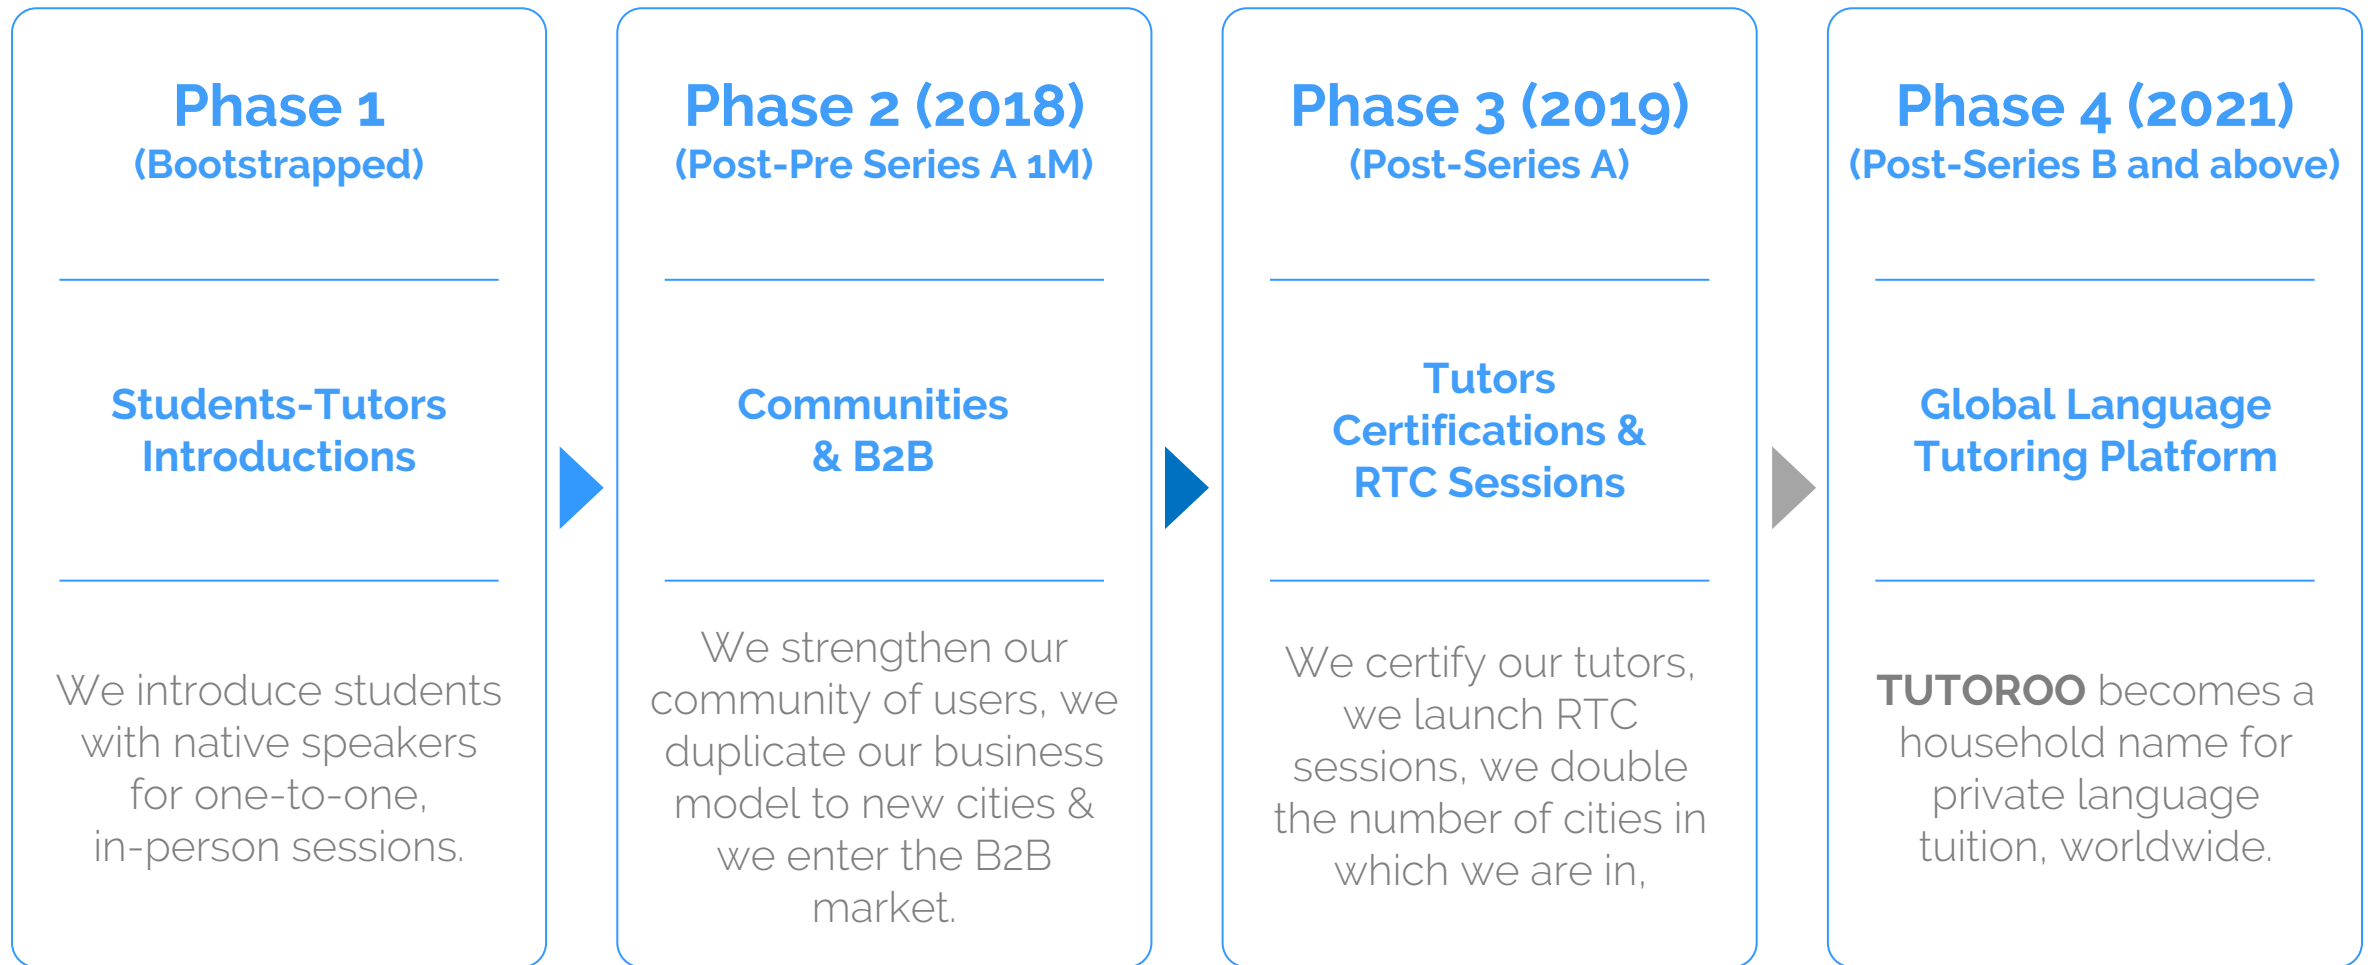 Phase 1
(Bootstrapped)
Students-Tutors
Introductions
We introduce students
with native speakers
for one-to-one,
in-person sessions.
Phase 2 (2018)
(Post-Pre Series A 1M)
Communities
& B2B
We strengthen our
community of users, we
duplicate our business
model to new cities &
we enter the B2B
market.
Phase 3 (2019)
(Post-Series A)
Tutors
Certifications &
RTC Sessions
We certify our tutors,
we launch RTC
sessions, we double
the number of cities in
which we are in,
Phase 4 (2021)
(Post-Series B and above)
Global Language
Tutoring Platform
TUTOROO becomes a
household name for
private language
tuition, worldwide.